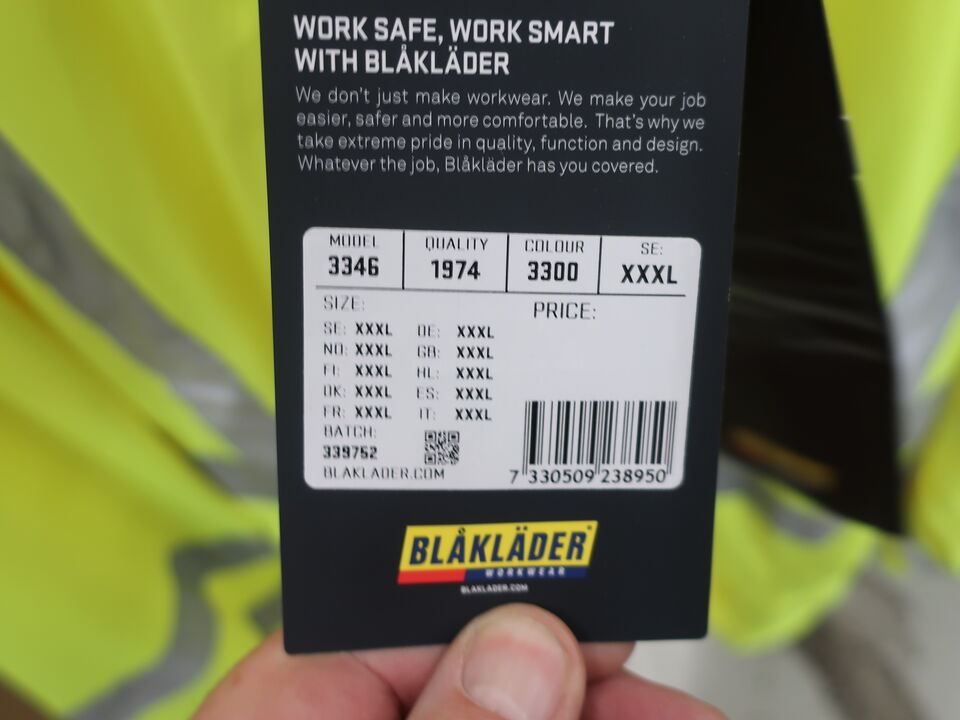 WORK SAFE, WORK SMART
WITH BLÅKLÄDER
We don't just make workwear. We make your job
easier, safer and more comfortable. That's why we
take extreme pride in quality, function and design.
Whatever the job, Blåkläder has you covered.
MODEL QUALITY COLOUR SE:
3346 1974 3300 XXXL
SIZE: PRICE:
SE: XXXL DE: XXXL
NO: XXXL GB: XXXL
FI: XXXL NL: XXXL
DK: XXXL ES: XXXL
FR: XXXL IT: XXXL
BATCH:
339752
BLAKLADER.COM
7 330509 238950
BLÅKLÄDER
WORKWEAR
BLAKLADER.COM